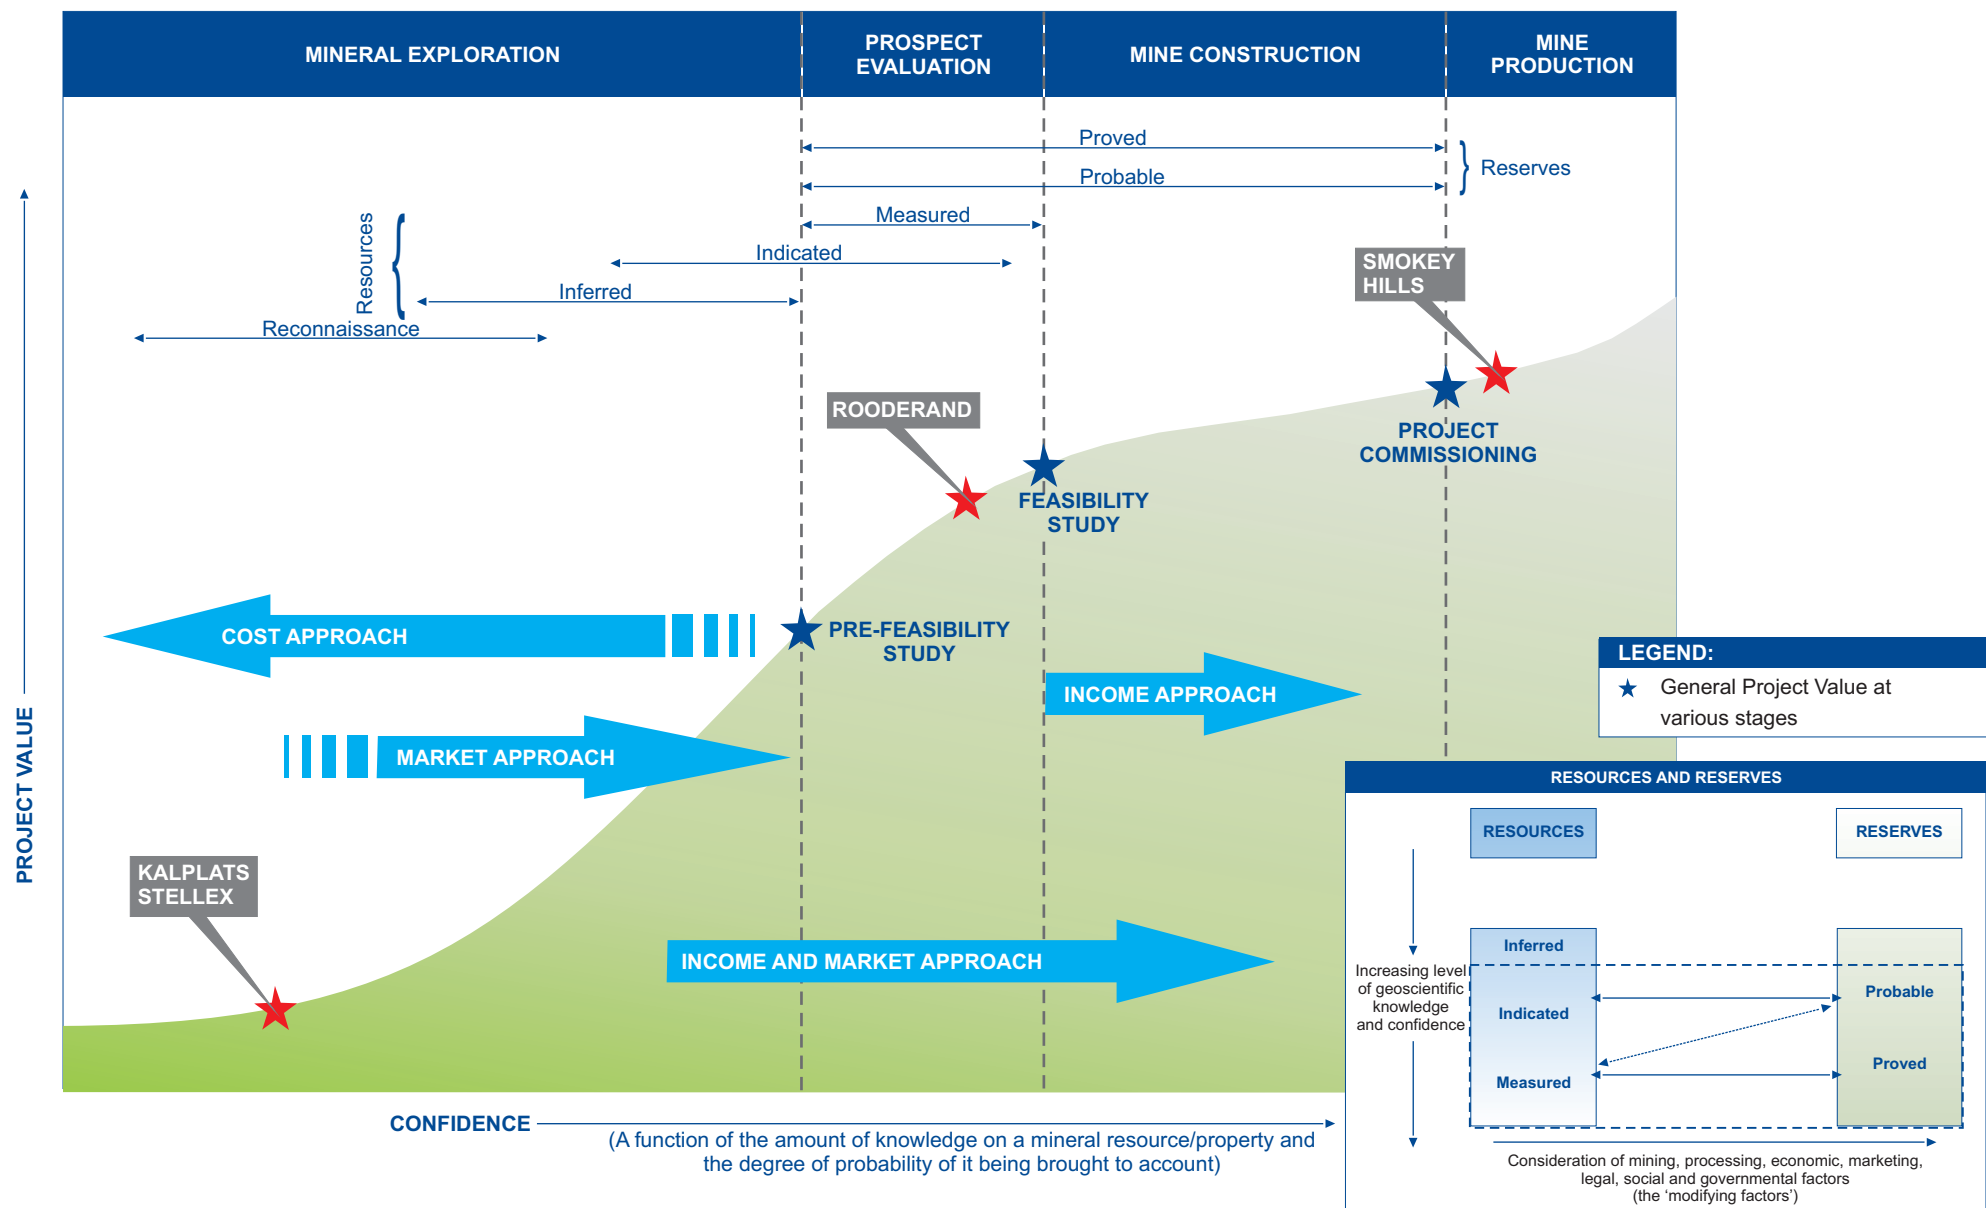 MINERAL EXPLORATION
PROSPECT
EVALUATION
MINE CONSTRUCTION
MINE
PRODUCTION
Proved
Probable
Reserves
Measured
Indicated
Inferred
Resources
Reconnaissance
SMOKEY
HILLS
ROODERAND
PROJECT
COMMISSIONING
FEASIBILITY
STUDY
PRE-FEASIBILITY
STUDY
COST APPROACH
INCOME APPROACH
MARKET APPROACH
KALPLATS
STELLEX
INCOME AND MARKET APPROACH
PROJECT VALUE
CONFIDENCE
(A function of the amount of knowledge on a mineral resource/property and
the degree of probability of it being brought to account)
LEGEND:
General Project Value at
various stages
RESOURCES AND RESERVES
RESOURCES
RESERVES
Inferred
Indicated
Measured
Probable
Proved
Increasing level
of geoscientific
knowledge
and confidence
Consideration of mining, processing, economic, marketing,
legal, social and governmental factors
(the ‘modifying factors’)